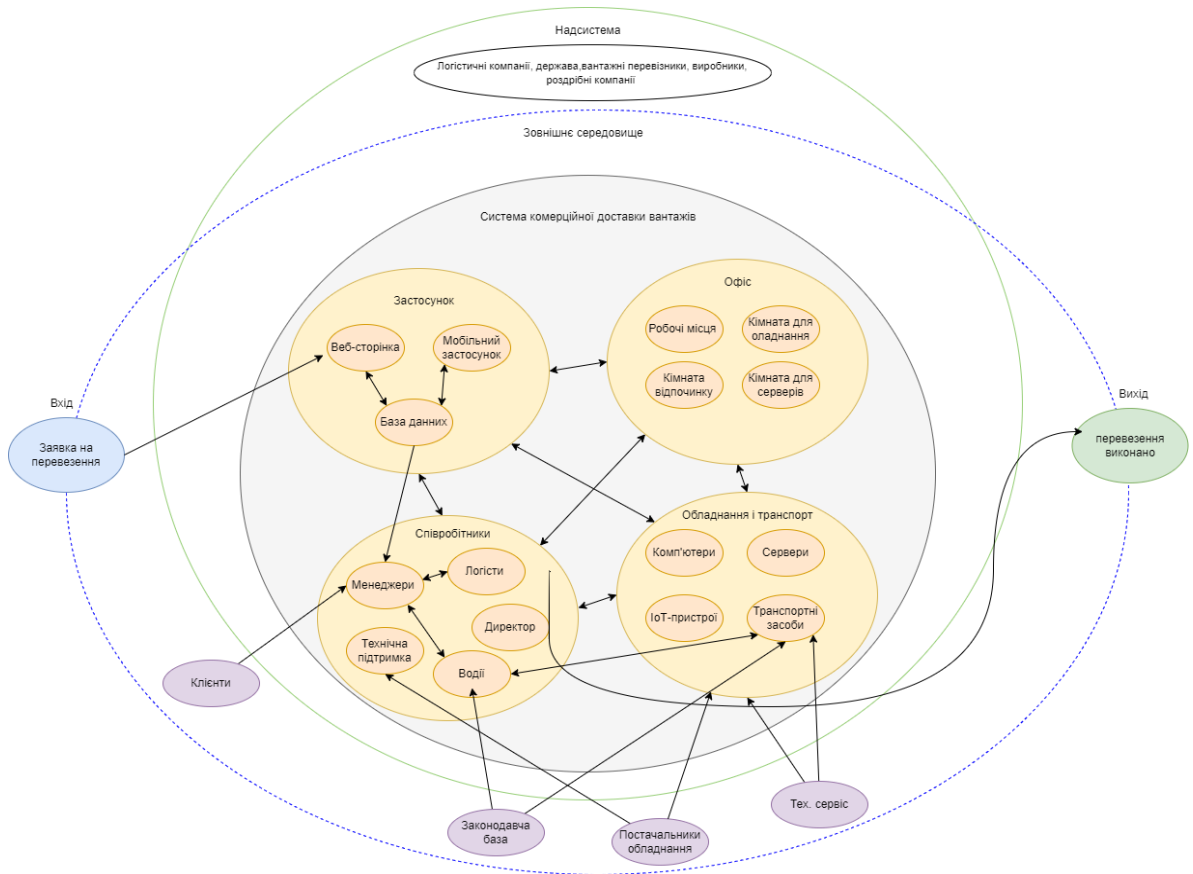 Надсистема
Логістичні компанії, держава,вантажні перевізники, виробники,
роздрібні компанії
Зовнішнє середовище
Система комерційної доставки вантажів
Застосунок
Веб-сторінка
Мобільний
застосунок
База данних
Офіс
Робочі місця
Кімната для
оладнання
Кімната
відпочинку
Кімната для
серверів
Вхід
Заявка на
перевезення
Вихід
перевезення
виконано
Співробітники
Менеджери
Логісти
Директор
Технічна
підтримка
Водії
Обладнання і транспорт
Комп'ютери
Сервери
ІоТ-пристрої
Транспортні
засоби
Клієнти
Законодавча
база
Постачальники
обладнання
Тех. сервіс